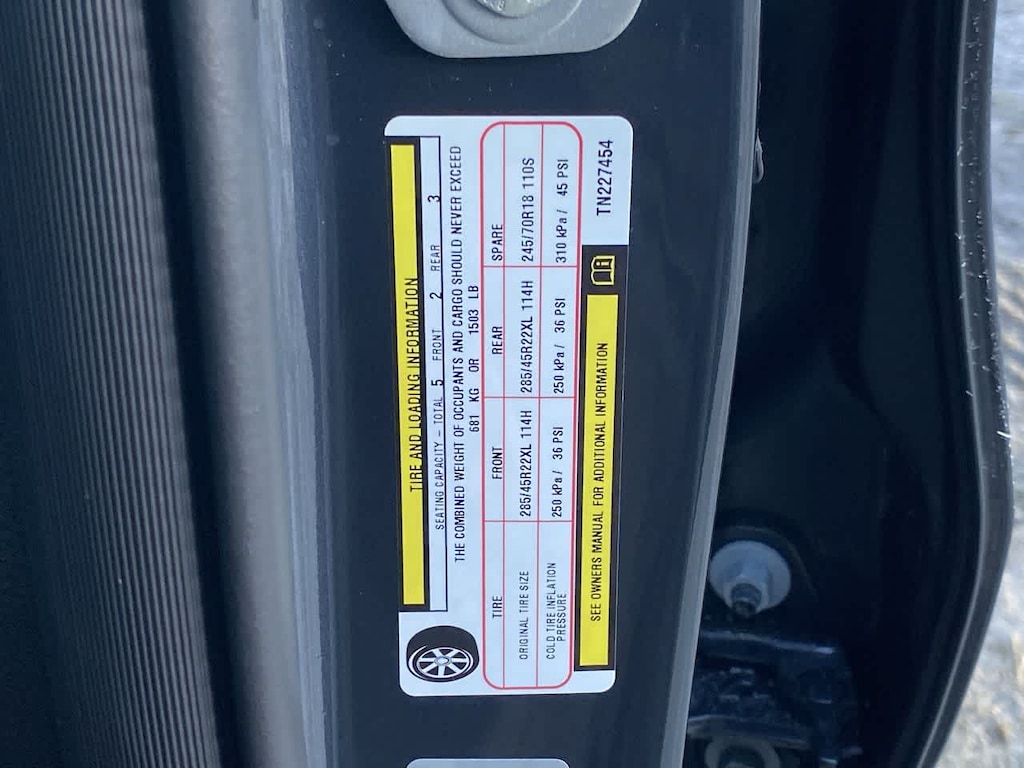 TIRE AND LOADING INFORMATION
SEATING CAPACITY – TOTAL 5 FRONT 2 REAR 3
THE COMBINED WEIGHT OF OCCUPANTS AND CARGO SHOULD NEVER EXCEED
681 KG OR 1503 LB
TIRE FRONT REAR SPARE
ORIGINAL TIRE SIZE 285/45R22XL 114H 285/45R22XL 114H 245/70R18 110S
COLD TIRE INFLATION PRESSURE 250 kPa / 36 PSI 250 kPa / 36 PSI 310 kPa / 45 PSI
SEE OWNERS MANUAL FOR ADDITIONAL INFORMATION
TN227454